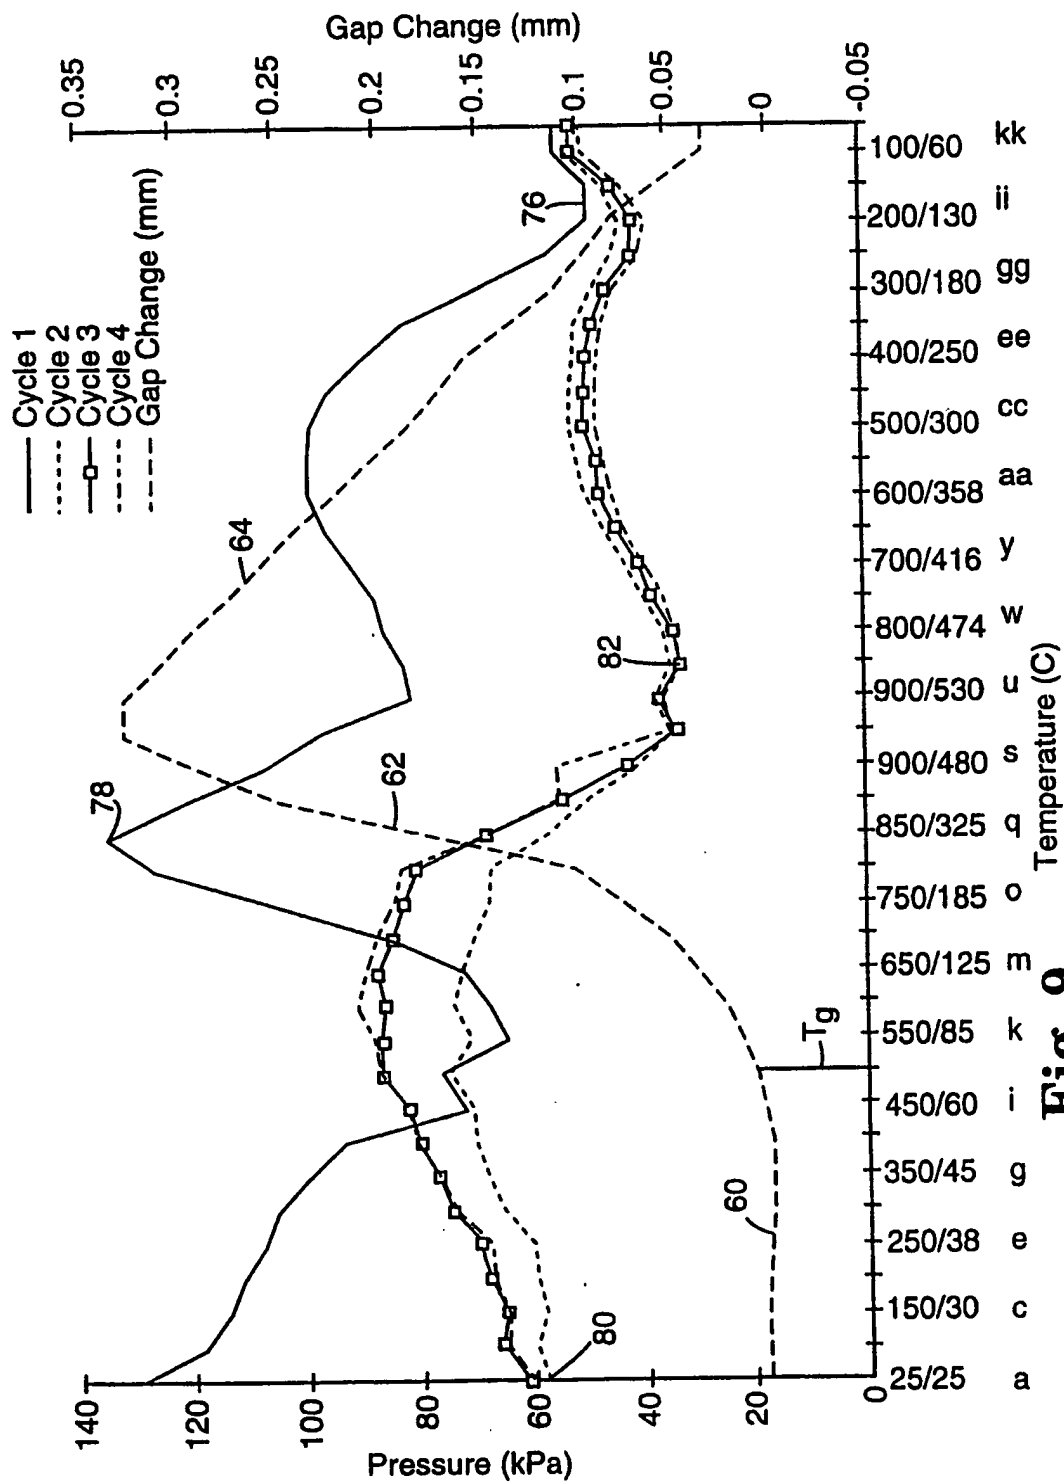 Cycle 1
Cycle 2
Cycle 3
Cycle 4
Gap Change (mm)
Pressure (kPa)
140
120
100
80
60
40
20
0
Gap Change (mm)
0.35
0.3
0.25
0.2
0.15
0.1
0.05
0
-0.05
78
62
64
76
82
80
60
Tg
25/25
150/30
250/38
350/45
450/60
550/85
650/125
750/185
850/325
900/480
900/530
800/474
700/416
600/358
500/300
400/250
300/180
200/130
100/60
a
c
e
g
i
k
m
o
q
s
u
w
y
aa
cc
ee
gg
ii
kk
Temperature (C)
Fig. 9